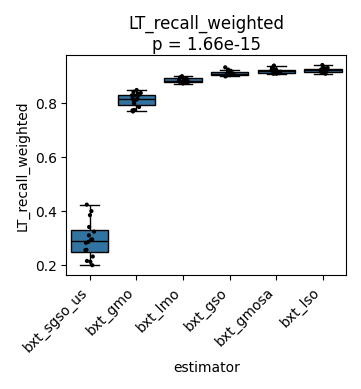 LT_recall_weighted
p = 1.66e-15
LT_recall_weighted
0.8
0.6
0.4
0.2
bxt_sgso_us
bxt_gmo
bxt_lmo
bxt_gso
bxt_gmosa
bxt_lso
estimator